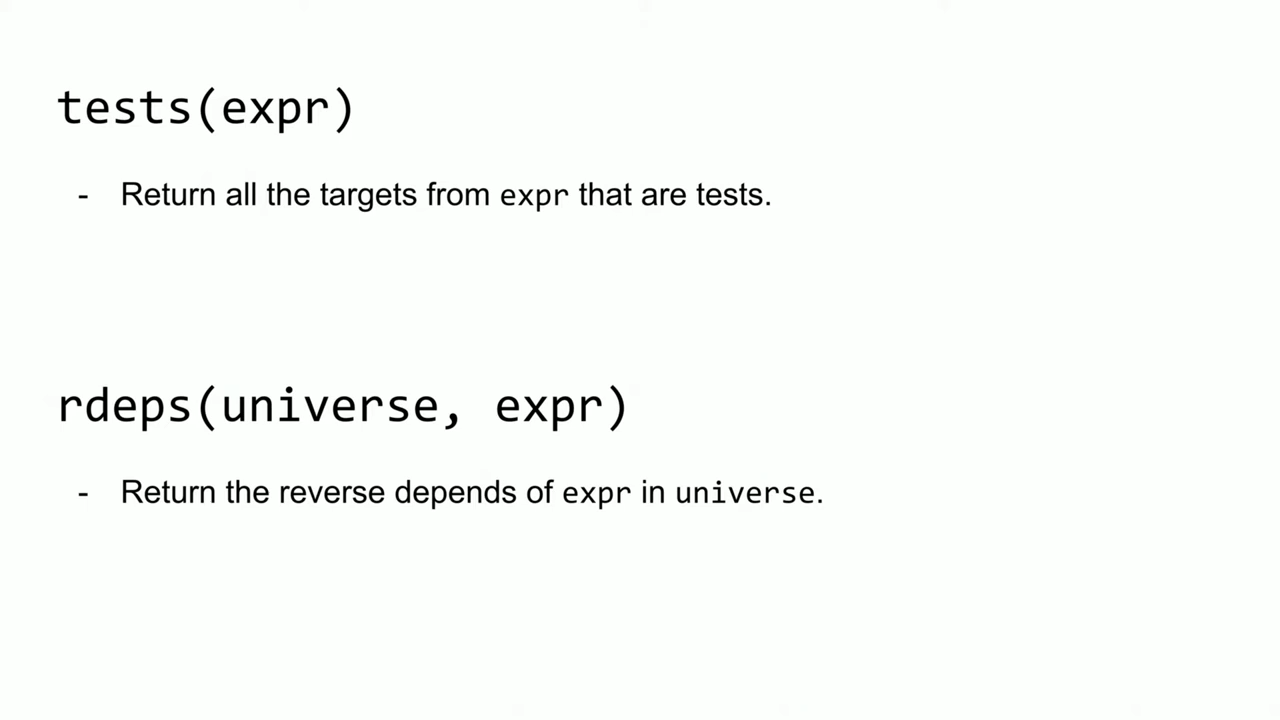 tests(expr)
- Return all the targets from expr that are tests.
rdeps(universe, expr)
- Return the reverse depends of expr in universe.